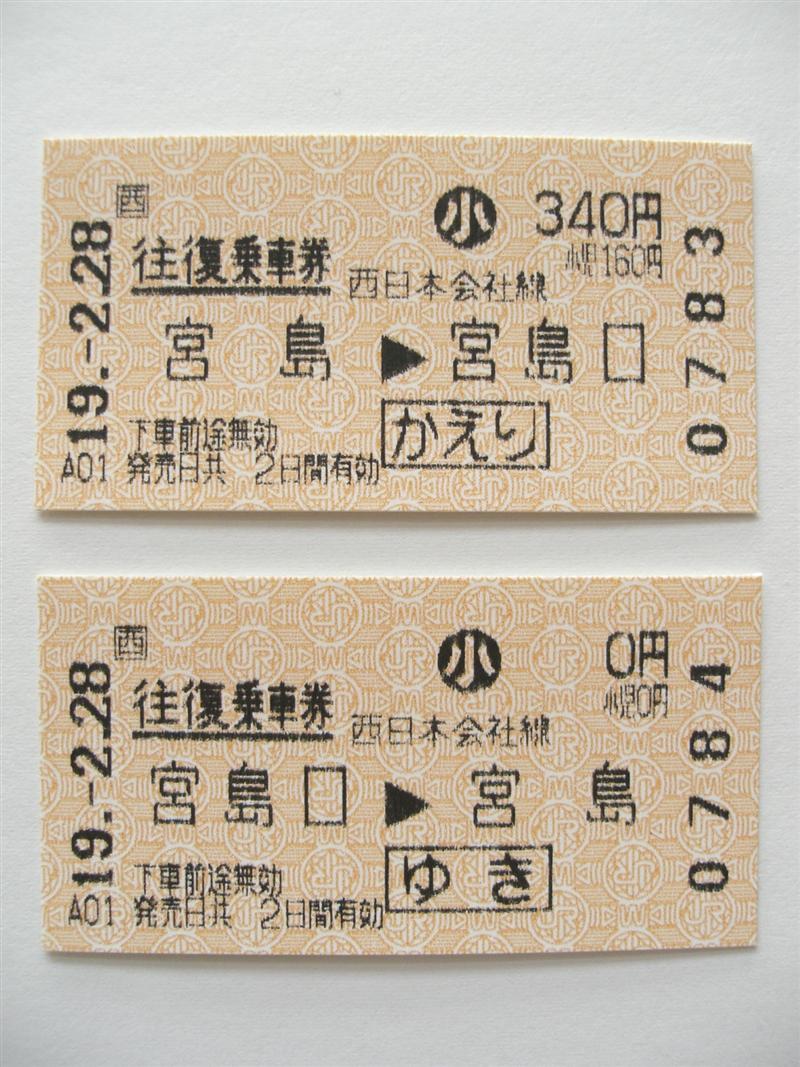 西
小 340円
往復乗車券 小児160円
西日本会社線
宮島▶宮島口
下車前途無効 かえり
A01 発売日共 2日間有効
19.-2.28
0783
西
小 0円
往復乗車券 小児0円
西日本会社線
宮島口▶宮島
下車前途無効 ゆき
A01 発売日共 2日間有効
19.-2.28
0784